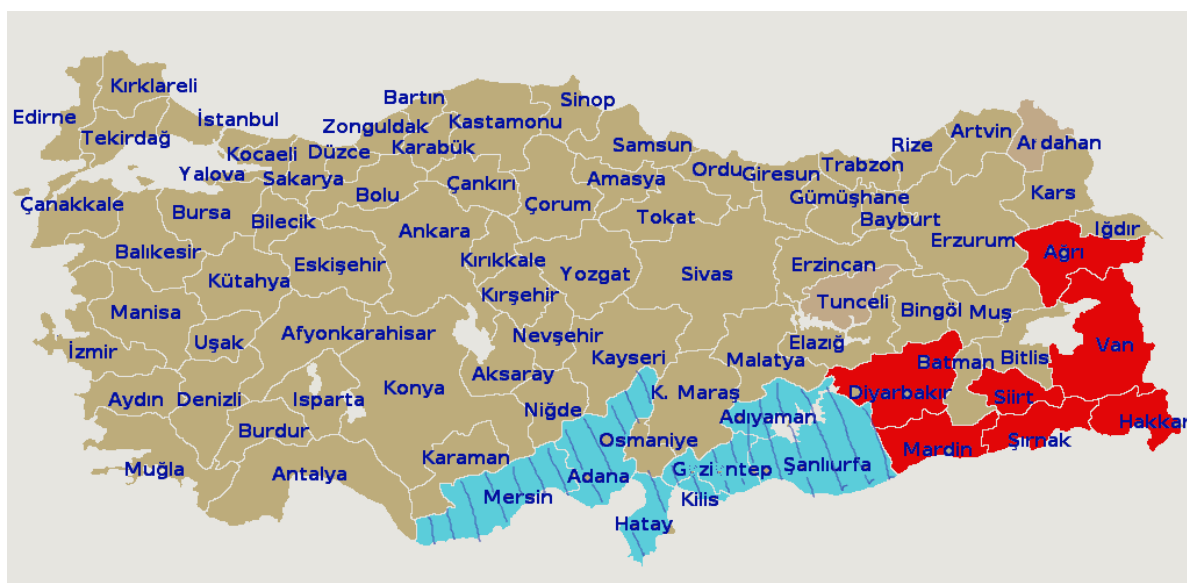 Kırklareli
Edirne
Tekirdağ
İstanbul
Kocaeli
Yalova
Sakarya
Düzce
Zonguldak
Bartın
Karabük
Kastamonu
Sinop
Samsun
Ordu
Giresun
Trabzon
Rize
Artvin
Ardahan
Çanakkale
Bursa
Bilecik
Bolu
Çankırı
Çorum
Amasya
Tokat
Gümüşhane
Bayburt
Kars
Iğdır
Balıkesir
Kütahya
Eskişehir
Ankara
Kırıkkale
Kırşehir
Yozgat
Sivas
Erzincan
Erzurum
Ağrı
Manisa
Uşak
Afyonkarahisar
Nevşehir
Kayseri
Malatya
Elazığ
Tunceli
Bingöl
Muş
Bitlis
Van
İzmir
Aydın
Denizli
Isparta
Konya
Aksaray
Niğde
K. Maraş
Adıyaman
Diyarbakır
Batman
Siirt
Hakkar
Muğla
Burdur
Antalya
Karaman
Mersin
Adana
Osmaniye
Gaziantep
Şanlıurfa
Mardin
Şırnak
Kilis
Hatay